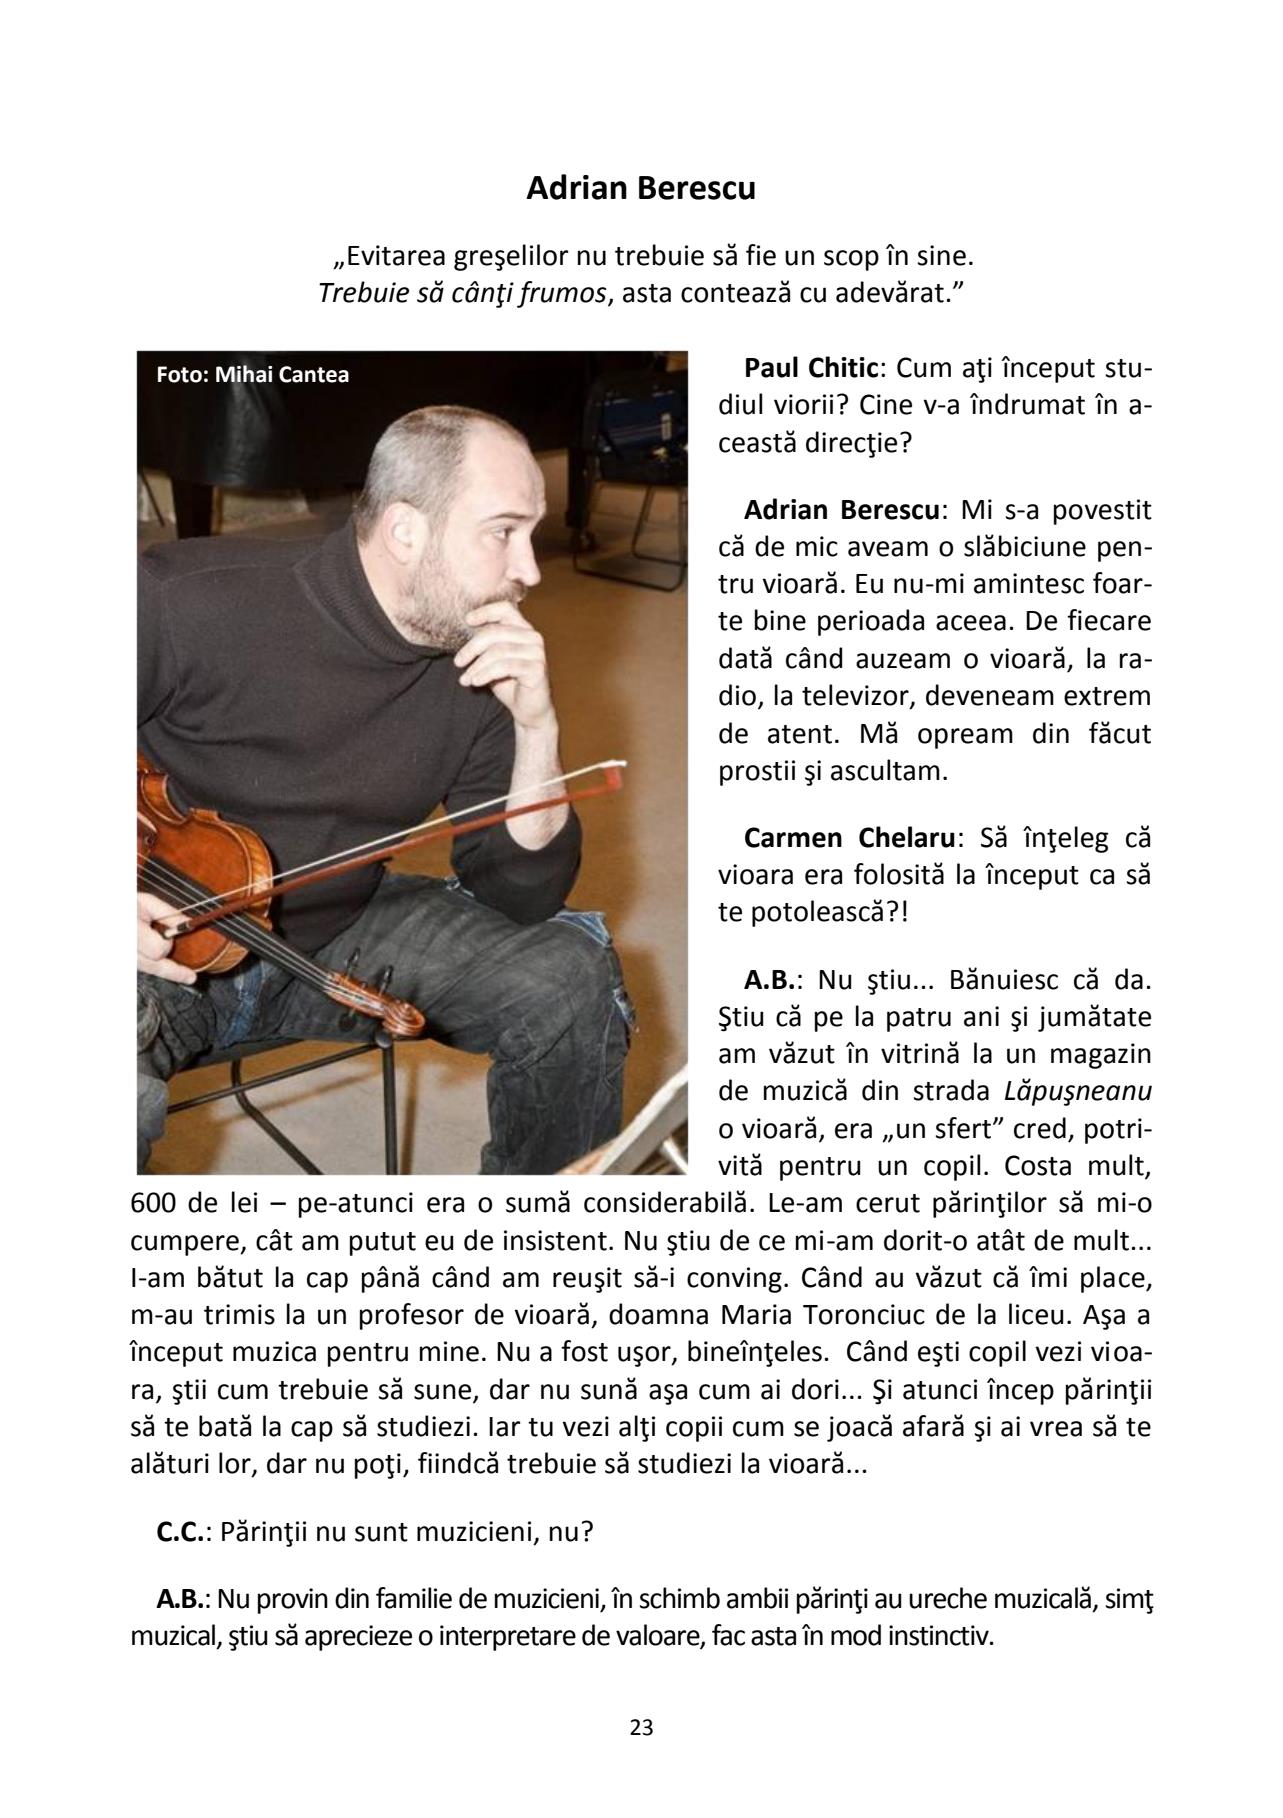 Adrian Berescu
„Evitarea greşelilor nu trebuie să fie un scop în sine.
Trebuie să cânţi frumos, asta contează cu adevărat.”
Foto: Mihai Cantea
Paul Chitic: Cum aţi început stu-
diul viorii? Cine v-a îndrumat în a-
ceastă direcţie?
Adrian Berescu: Mi s-a povestit
că de mic aveam o slăbiciune pen-
tru vioară. Eu nu-mi amintesc foar-
te bine perioada aceea. De fiecare
dată când auzeam o vioară, la ra-
dio, la televizor, deveneam extrem
de atent. Mă opream din făcut
prostii şi ascultam.
Carmen Chelaru: Să înţeleg că
vioara era folosită la început ca să
te potolească?!
A.B.: Nu ştiu... Bănuiesc că da.
Ştiu că pe la patru ani şi jumătate
am văzut în vitrină la un magazin
de muzică din strada Lăpuşneanu
o vioară, era „un sfert” cred, potri-
vită pentru un copil. Costa mult,
600 de lei – pe-atunci era o sumă considerabilă. Le-am cerut părinţilor să mi-o
cumpere, cât am putut eu de insistent. Nu ştiu de ce mi-am dorit-o atât de mult...
I-am bătut la cap până când am reuşit să-i conving. Când au văzut că îmi place,
m-au trimis la un profesor de vioară, doamna Maria Toronciuc de la liceu. Aşa a
început muzica pentru mine. Nu a fost uşor, bineînţeles. Când eşti copil vezi vioa-
ra, ştii cum trebuie să sune, dar nu sună aşa cum ai dori... Şi atunci încep părinţii
să te bată la cap să studiezi. Iar tu vezi alţi copii cum se joacă afară şi ai vrea să te
alături lor, dar nu poţi, fiindcă trebuie să studiezi la vioară...
C.C.: Părinţii nu sunt muzicieni, nu?
A.B.: Nu provin din familie de muzicieni, în schimb ambii părinţi au ureche muzicală, simţ
muzical, ştiu să aprecieze o interpretare de valoare, fac asta în mod instinctiv.
23